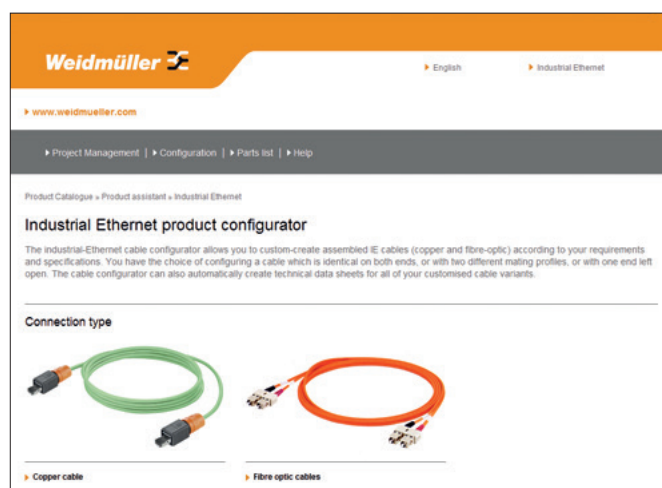 Weidmüller
English
Industrial Ethernet
www.weidmueller.com
Project Management | Configuration | Parts list | Help
Product Catalogue » Product assistant » Industrial Ethernet
Industrial Ethernet product configurator
The industrial-Ethernet cable configurator allows you to custom-create assembled IE cables (copper and fibre-optic) according to your requirements
and specifications. You have the choice of configuring a cable which is identical on both ends, or with two different mating profiles, or with one end left
open. The cable configurator can also automatically create technical data sheets for all of your customised cable variants.
Connection type
Copper cable
Fibre optic cables